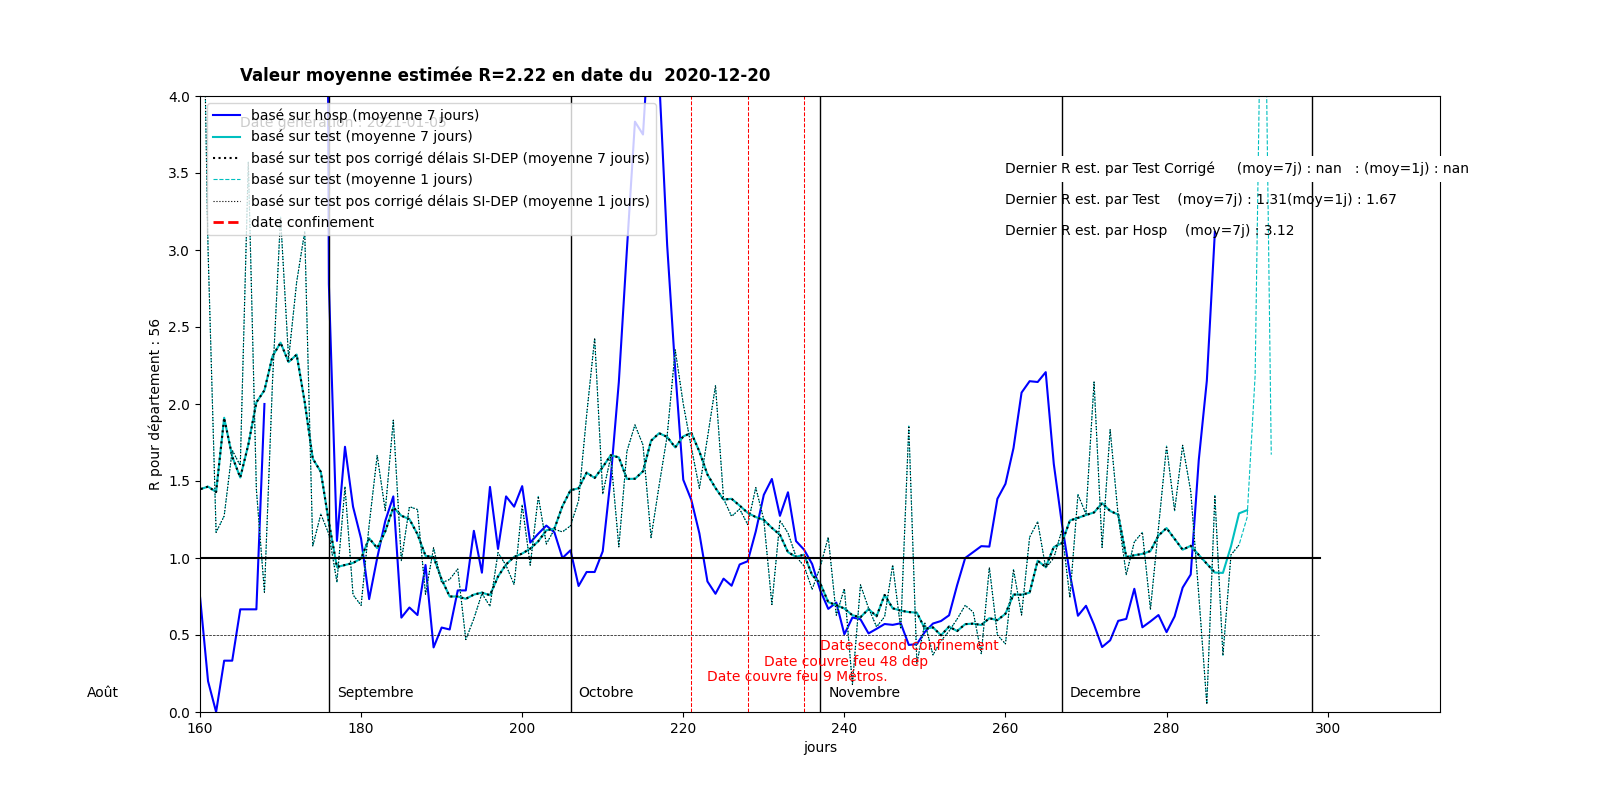 Valeur moyenne estimée R=2.22 en date du  2020-12-20
Date génération : 2021-01-05
basé sur hosp (moyenne 7 jours)
basé sur test (moyenne 7 jours)
basé sur test pos corrigé délais SI-DEP (moyenne 7 jours)
basé sur test (moyenne 1 jours)
basé sur test pos corrigé délais SI-DEP (moyenne 1 jours)
date confinement
Dernier R est. par Test Corrigé     (moy=7j) : nan   : (moy=1j) : nan
Dernier R est. par Test    (moy=7j) : 1.31(moy=1j) : 1.67
Dernier R est. par Hosp    (moy=7j) : 3.12
R pour département : 56
4.0
3.5
3.0
2.5
2.0
1.5
1.0
0.5
0.0
Date second confinement
Date couvre feu 48 dep
Date couvre feu 9 Métros.
Août
Septembre
Octobre
Novembre
Decembre
160
180
200
220
240
260
280
300
jours